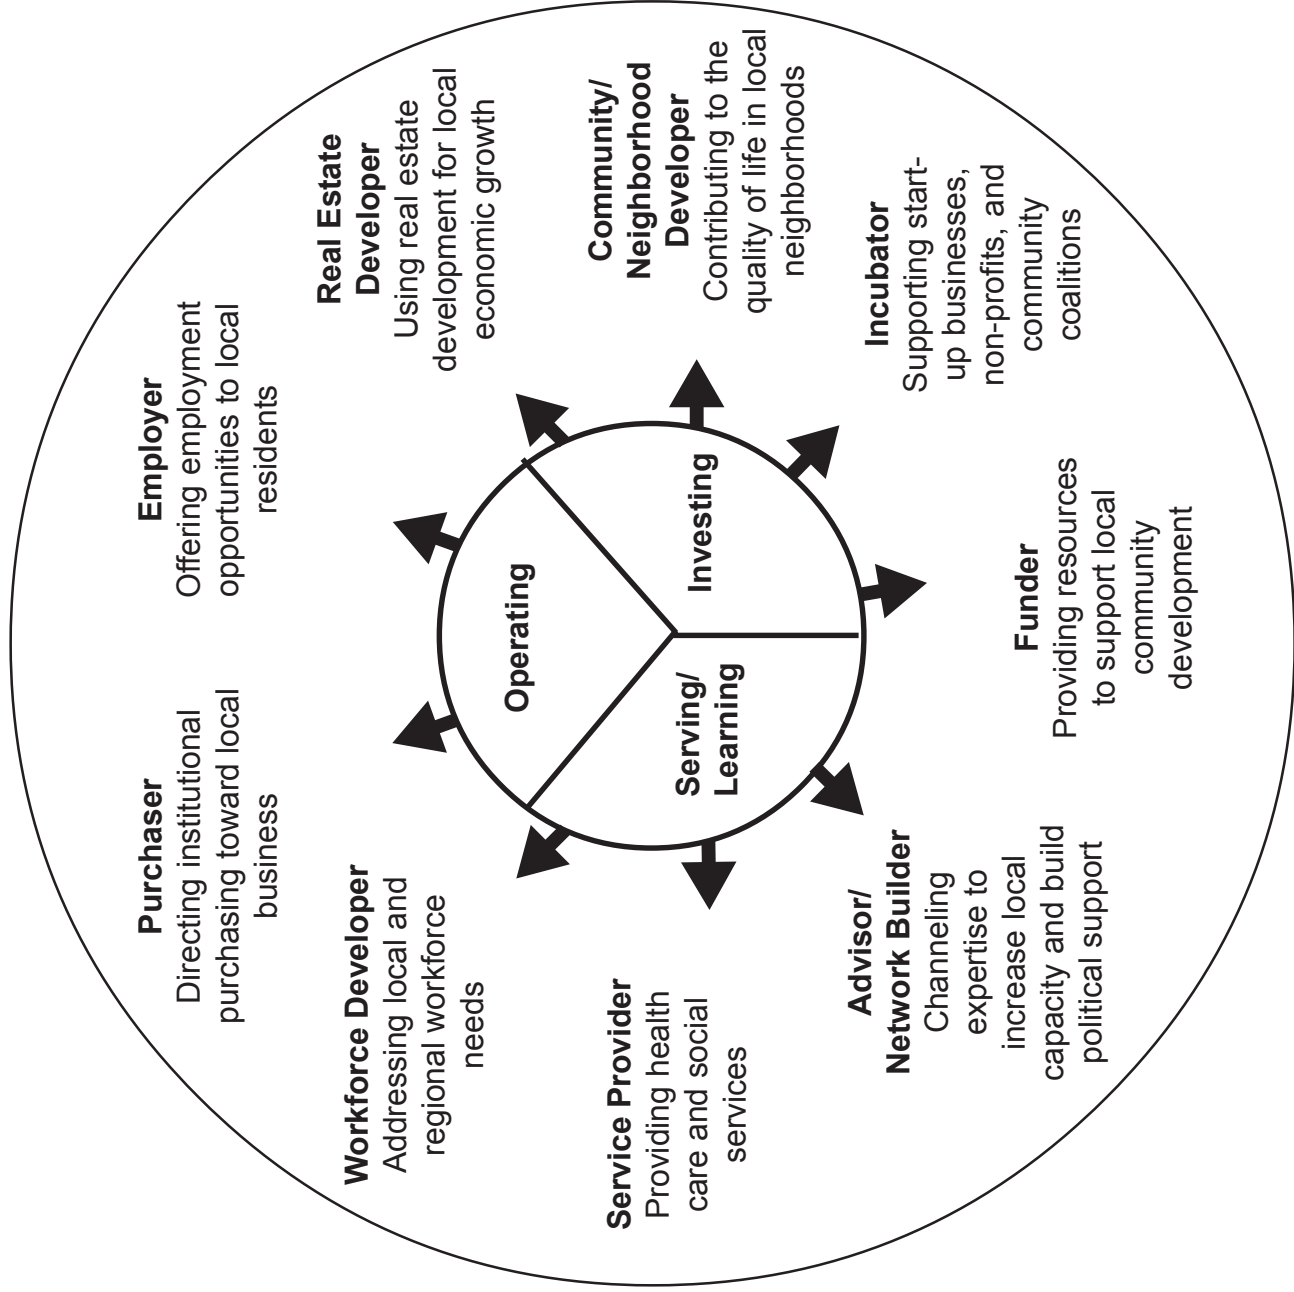 Purchaser
Directing institutional
purchasing toward local
business
Employer
Offering employment
opportunities to local
residents
Real Estate
Developer
Using real estate
development for local
economic growth
Community/
Neighborhood
Developer
Contributing to the
quality of life in local
neighborhoods
Incubator
Supporting start-
up businesses,
non-profits, and
community
coalitions
Funder
Providing resources
to support local
community
development
Advisor/
Network Builder
Channeling
expertise to
increase local
capacity and build
political support
Service Provider
Providing health
care and social
services
Workforce Developer
Addressing local and
regional workforce
needs
Operating
Investing
Serving/
Learning